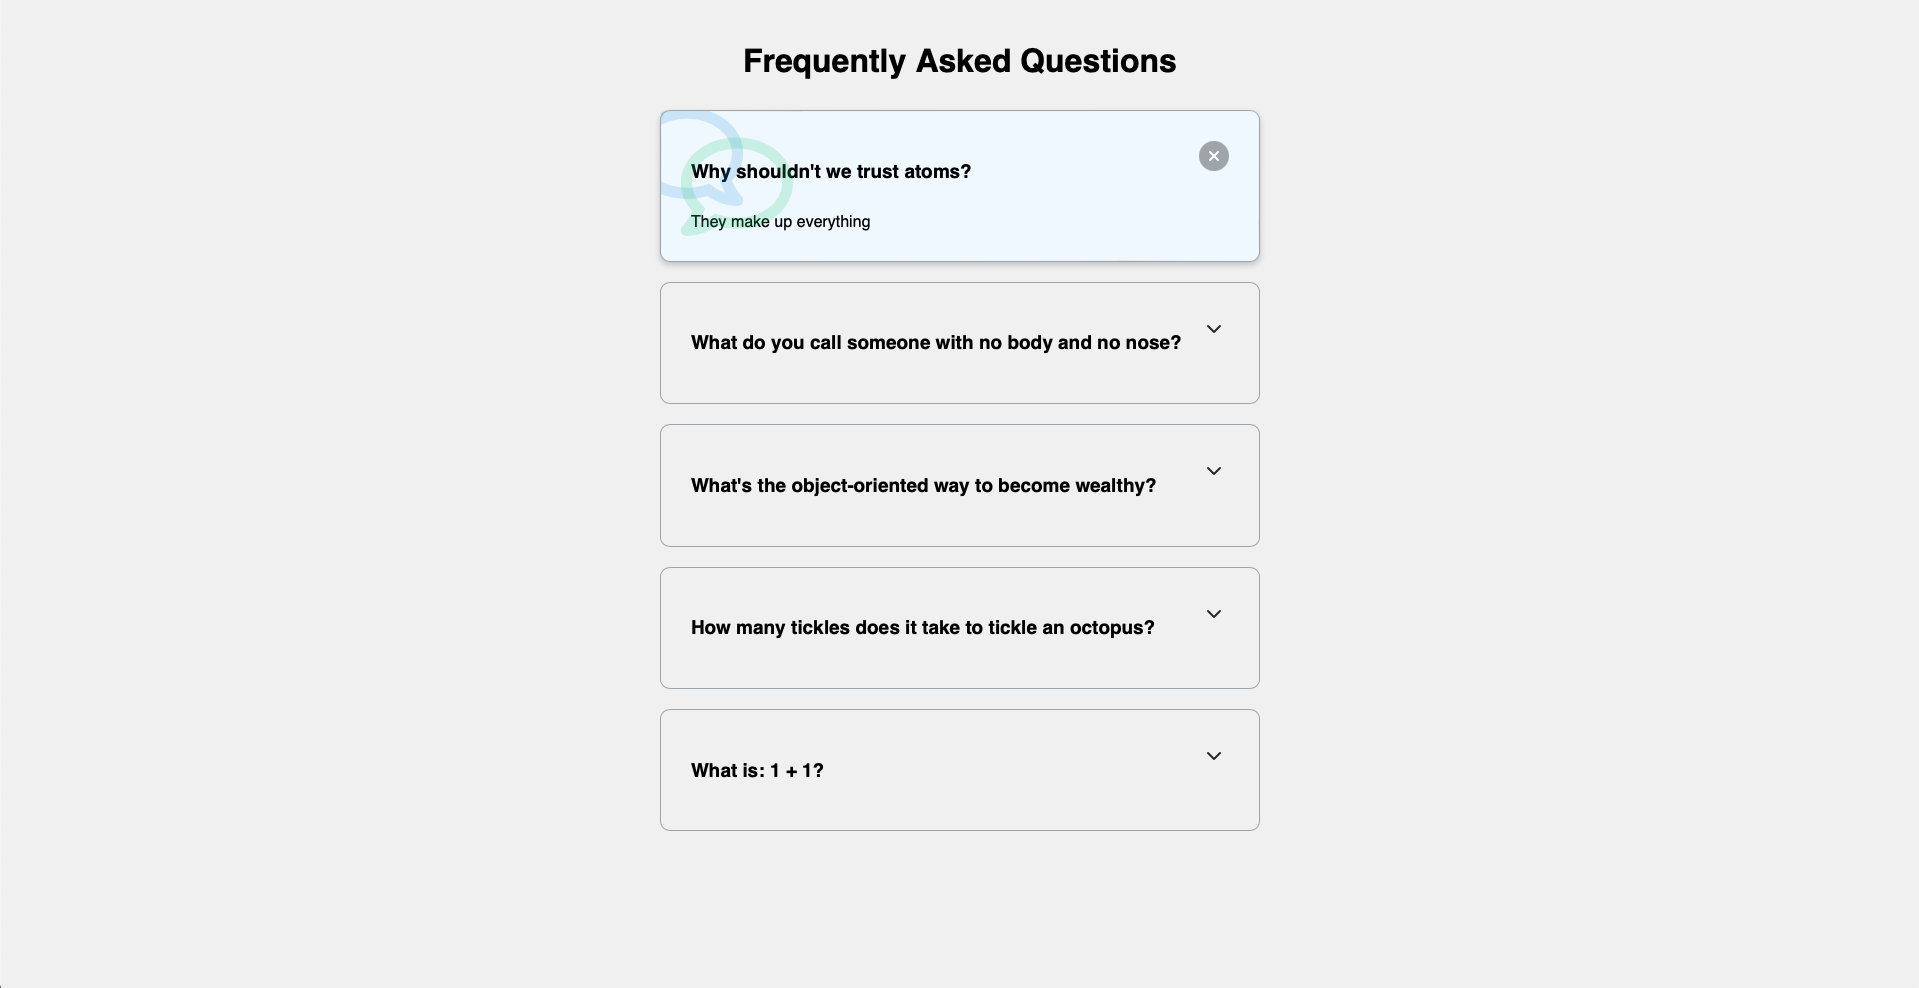 Frequently Asked Questions
Why shouldn't we trust atoms?
They make up everything
What do you call someone with no body and no nose?
What's the object-oriented way to become wealthy?
How many tickles does it take to tickle an octopus?
What is: 1 + 1?